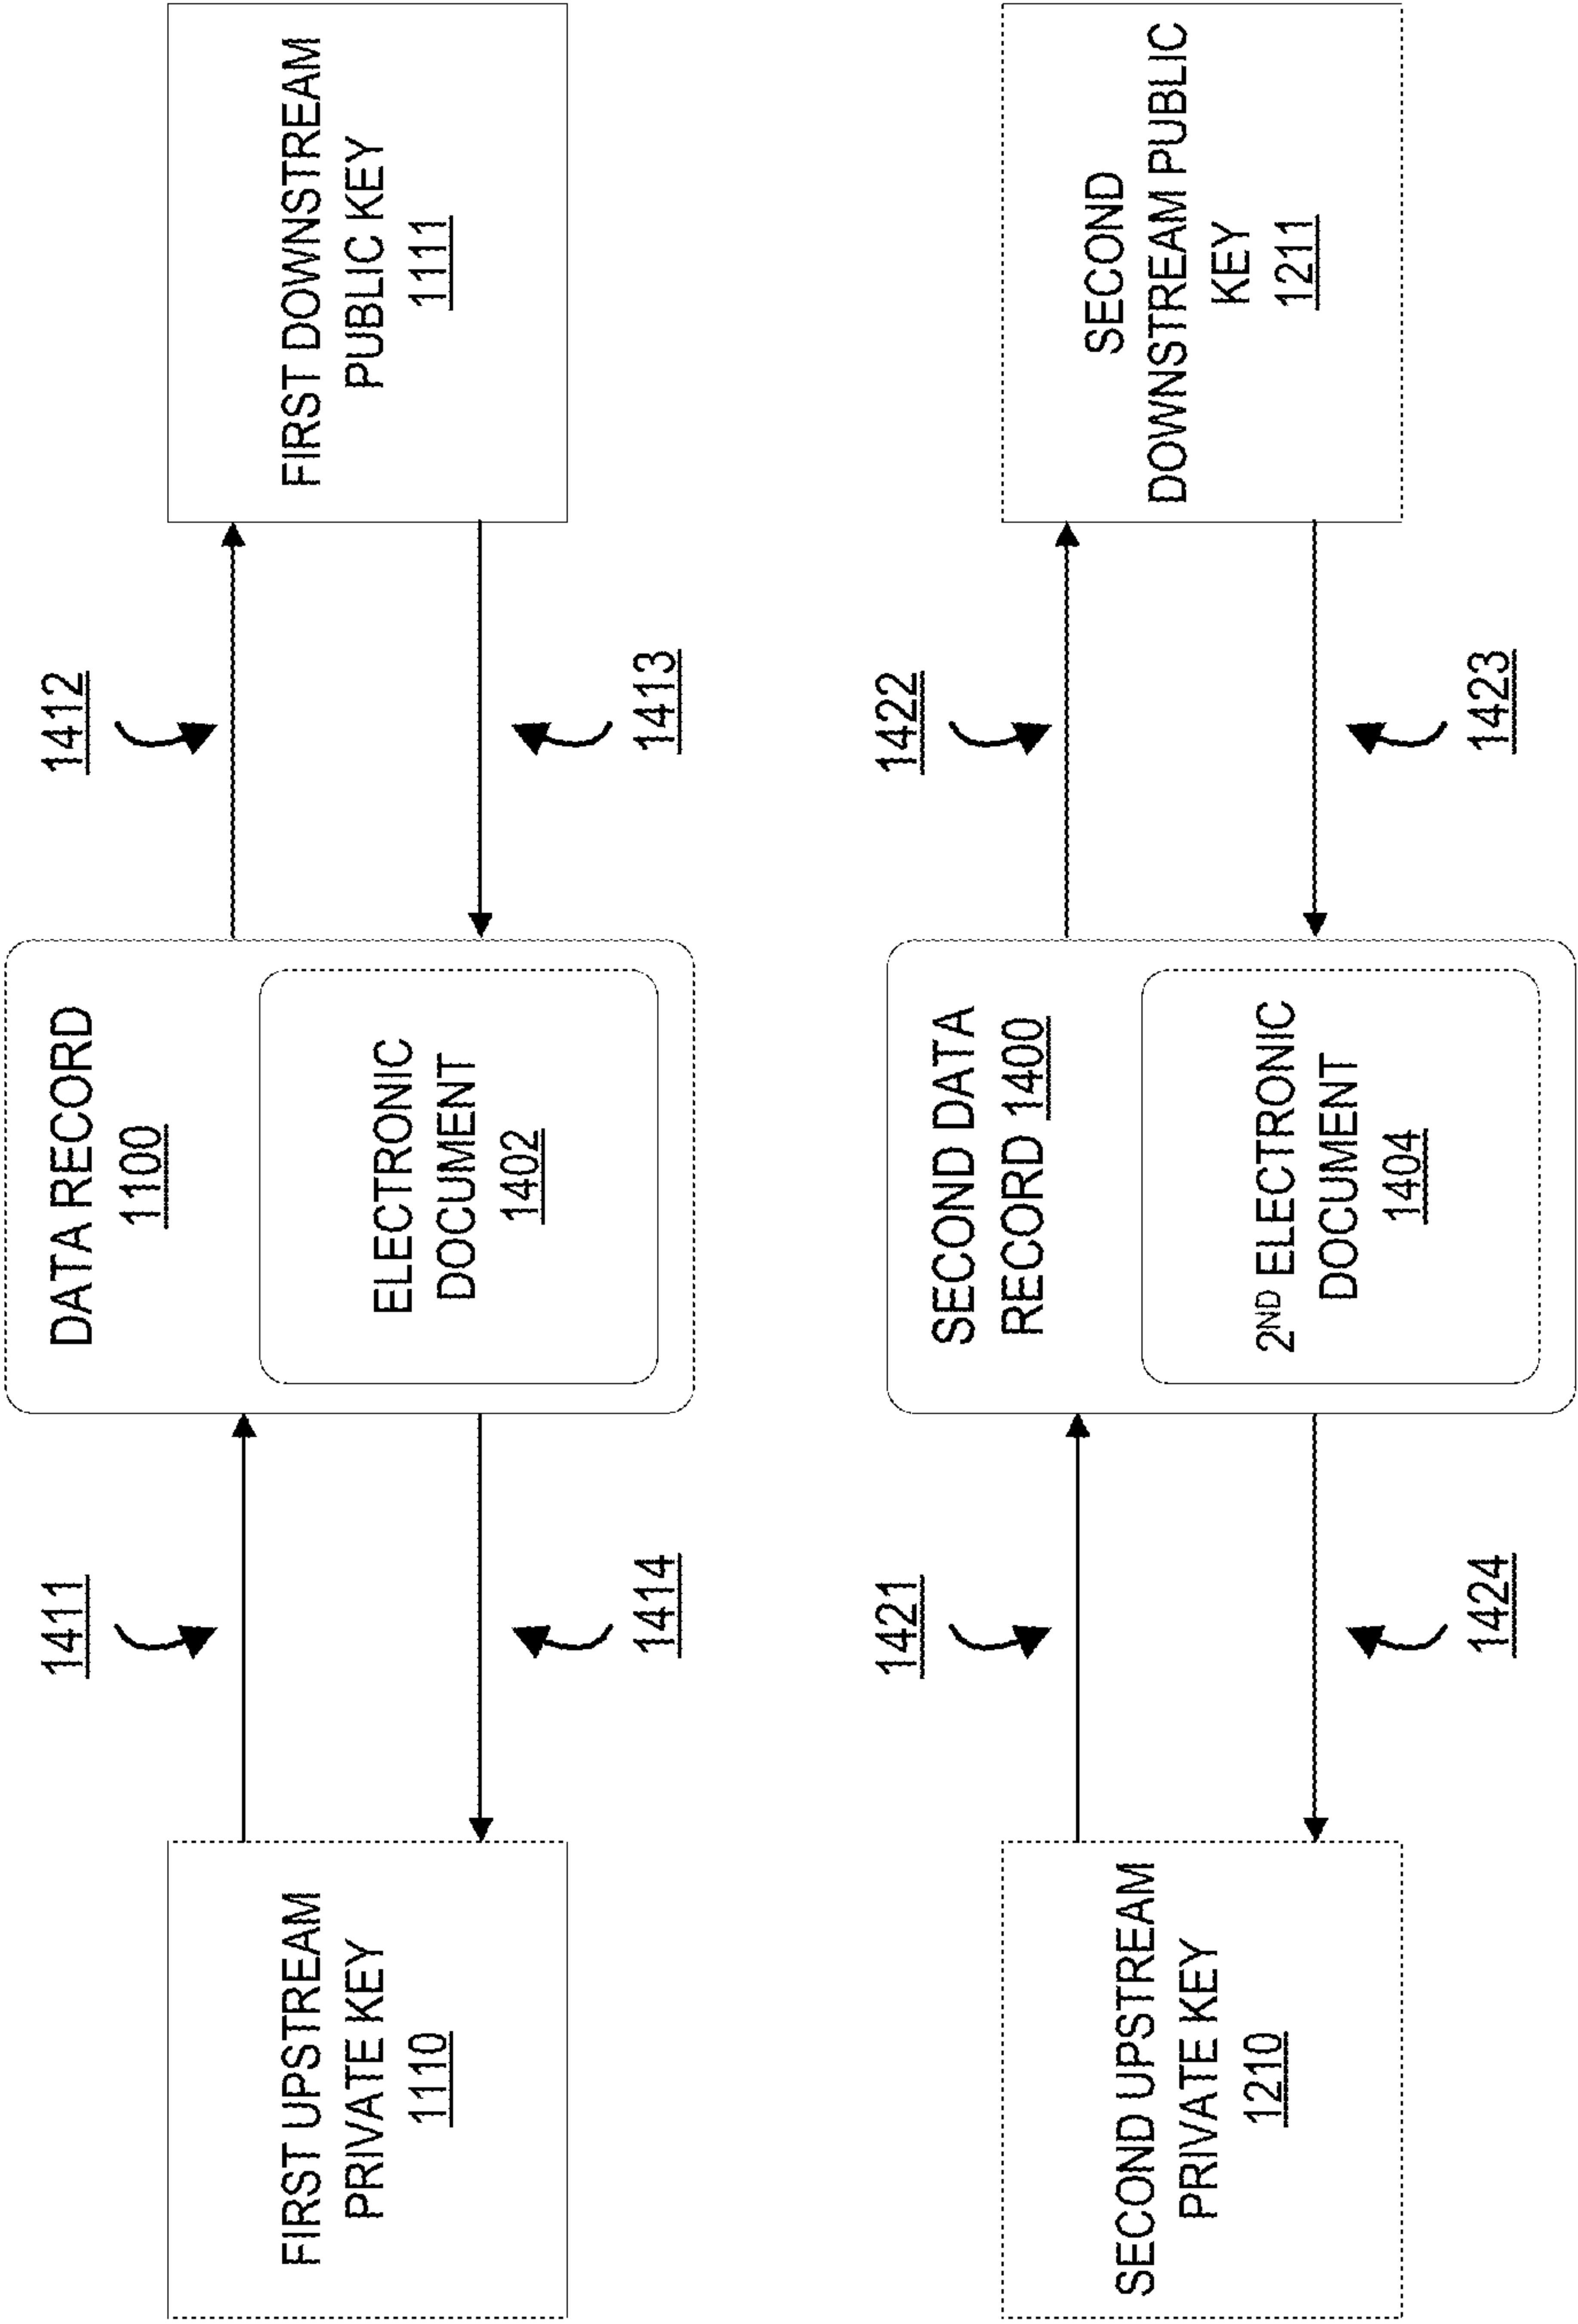 1411
1412
FIRST UPSTREAM
PRIVATE KEY
1110
DATA RECORD
1100
ELECTRONIC
DOCUMENT
1402
FIRST DOWNSTREAM
PUBLIC KEY
1111
1414
1413
1421
1422
SECOND UPSTREAM
PRIVATE KEY
1210
SECOND DATA
RECORD 1400
2ND ELECTRONIC
DOCUMENT
1404
SECOND
DOWNSTREAM PUBLIC
KEY
1211
1424
1423